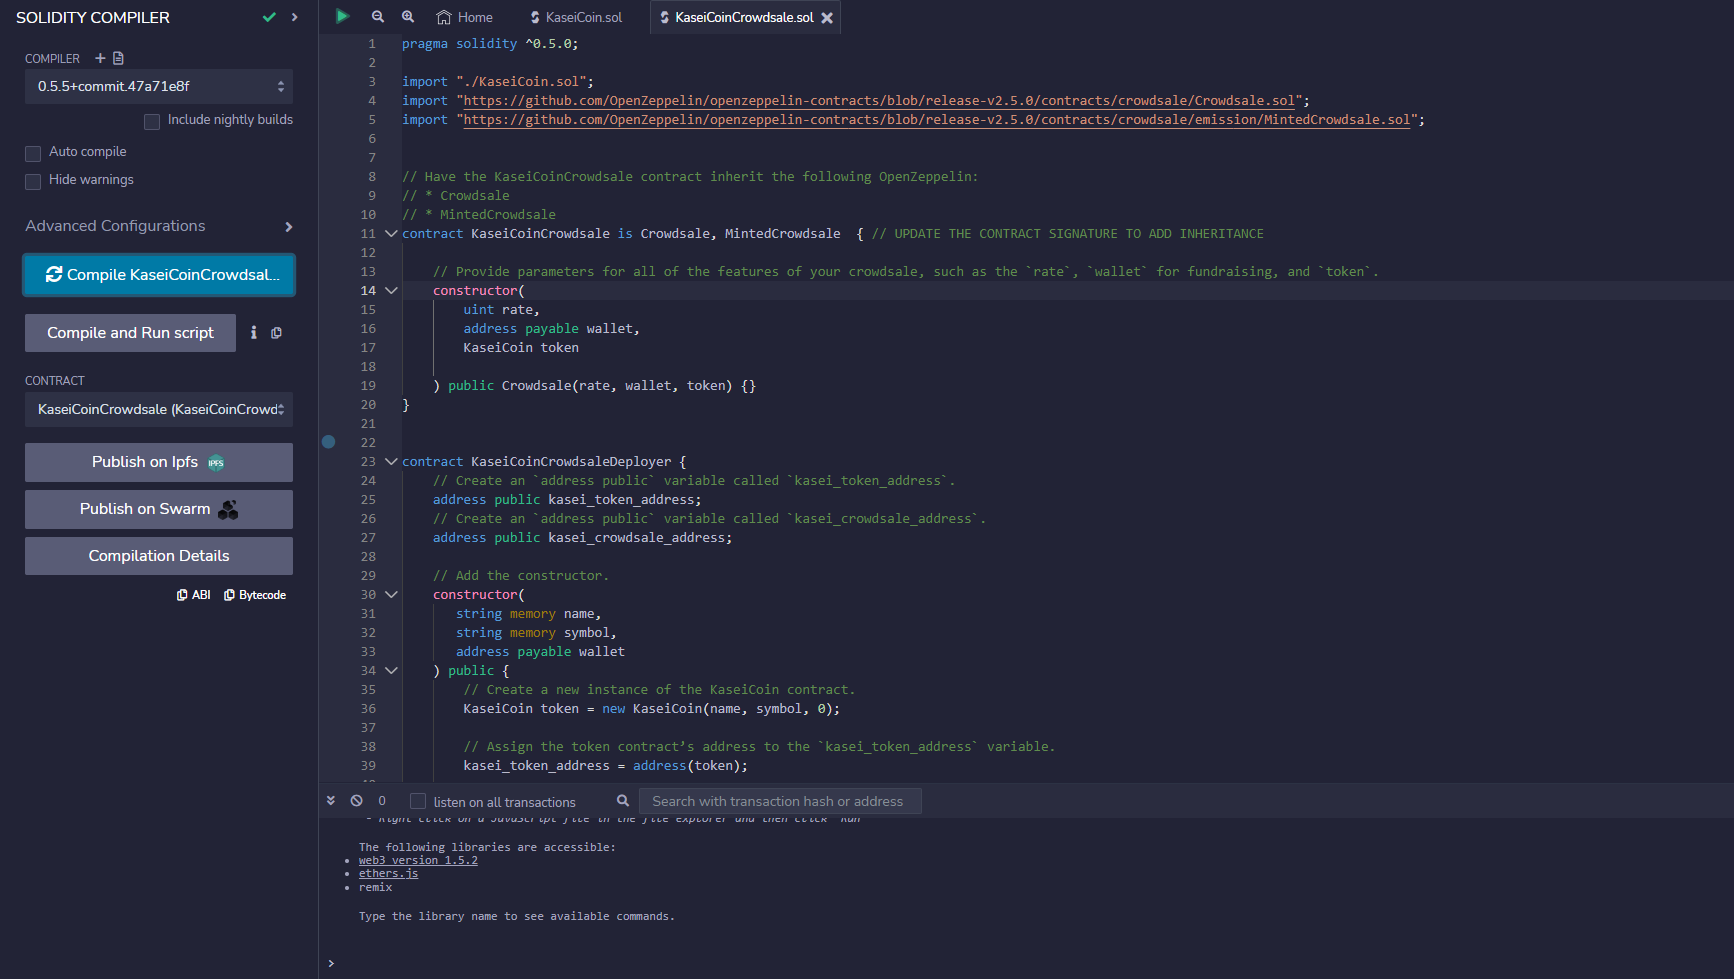 SOLIDITY COMPILER
COMPILER
0.5.5+commit.47a71e8f
Include nightly builds
Auto compile
Hide warnings
Advanced Configurations
Compile KaseiCoinCrowdsal...
Compile and Run script
CONTRACT
KaseiCoinCrowdsale (KaseiCoinCrowd
Publish on Ipfs IPFS
Publish on Swarm
Compilation Details
ABI Bytecode
Home KaseiCoin.sol KaseiCoinCrowdsale.sol
1 pragma solidity ^0.5.0;
2
3 import "./KaseiCoin.sol";
4 import "https://github.com/OpenZeppelin/openzeppelin-contracts/blob/release-v2.5.0/contracts/crowdsale/Crowdsale.sol";
5 import "https://github.com/OpenZeppelin/openzeppelin-contracts/blob/release-v2.5.0/contracts/crowdsale/emission/MintedCrowdsale.sol";
6
7
8 // Have the KaseiCoinCrowdsale contract inherit the following OpenZeppelin:
9 // * Crowdsale
10 // * MintedCrowdsale
11 contract KaseiCoinCrowdsale is Crowdsale, MintedCrowdsale { // UPDATE THE CONTRACT SIGNATURE TO ADD INHERITANCE
12
13 // Provide parameters for all of the features of your crowdsale, such as the `rate`, `wallet` for fundraising, and `token`.
14 constructor(
15 uint rate,
16 address payable wallet,
17 KaseiCoin token
18
19 ) public Crowdsale(rate, wallet, token) {}
20 }
21
22
23 contract KaseiCoinCrowdsaleDeployer {
24 // Create an `address public` variable called `kasei_token_address`.
25 address public kasei_token_address;
26 // Create an `address public` variable called `kasei_crowdsale_address`.
27 address public kasei_crowdsale_address;
28
29 // Add the constructor.
30 constructor(
31 string memory name,
32 string memory symbol,
33 address payable wallet
34 ) public {
35 // Create a new instance of the KaseiCoin contract.
36 KaseiCoin token = new KaseiCoin(name, symbol, 0);
37
38 // Assign the token contract’s address to the `kasei_token_address` variable.
39 kasei_token_address = address(token);
0 listen on all transactions Search with transaction hash or address
- Right click on a JavaScript file in the file explorer and then click `Run`
The following libraries are accessible:
• web3 version 1.5.2
• ethers.js
• remix
Type the library name to see available commands.
>